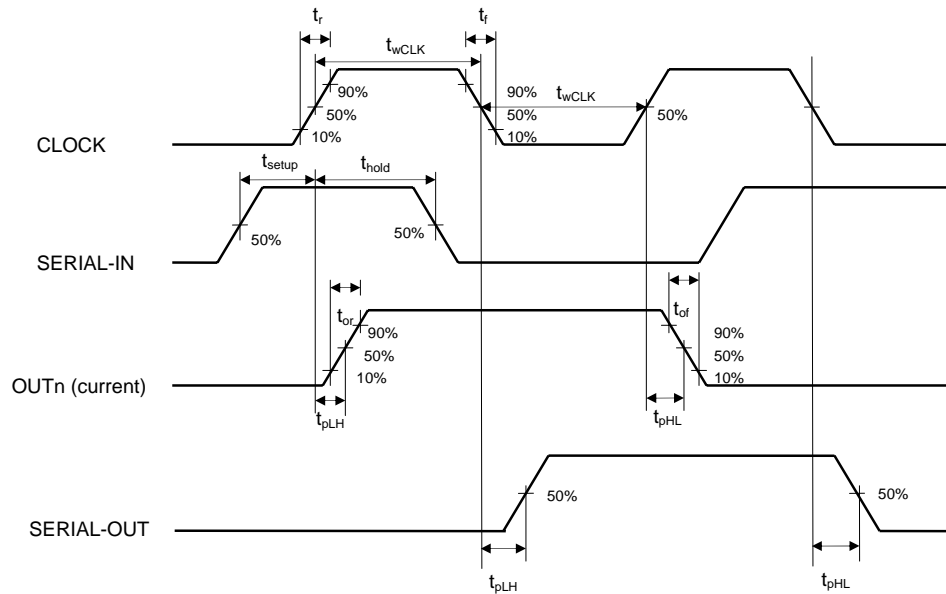 tr
tf
twCLK
90%
50%
10%
90%
50%
10%
twCLK
50%
CLOCK
tsetup
thold
50%
50%
SERIAL-IN
tor
90%
50%
10%
tof
90%
50%
10%
OUTn (current)
tpLH
tpHL
50%
50%
SERIAL-OUT
tpLH
tpHL